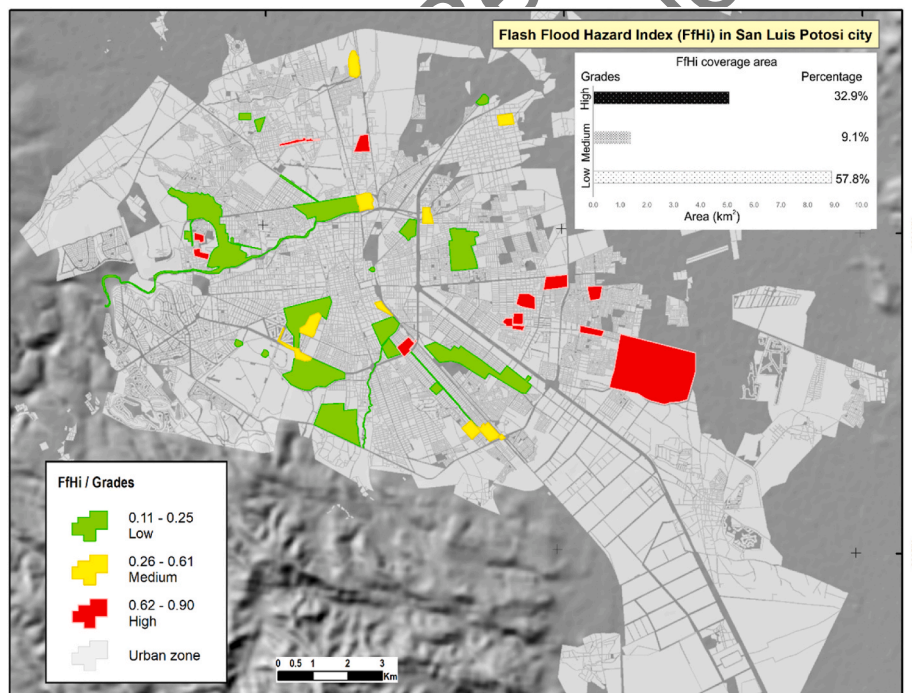 Flash Flood Hazard Index (FfHi) in San Luis Potosi city
FfHi coverage area
Grades Percentage
High 32.9%
Medium 9.1%
Low 57.8%
0.0 1.0 2.0 3.0 4.0 5.0 6.0 7.0 8.0 9.0 10.0
Area (km²)
FfHi / Grades
0.11 - 0.25
Low
0.26 - 0.61
Medium
0.62 - 0.90
High
Urban zone
0 0.5 1 2 3
Km